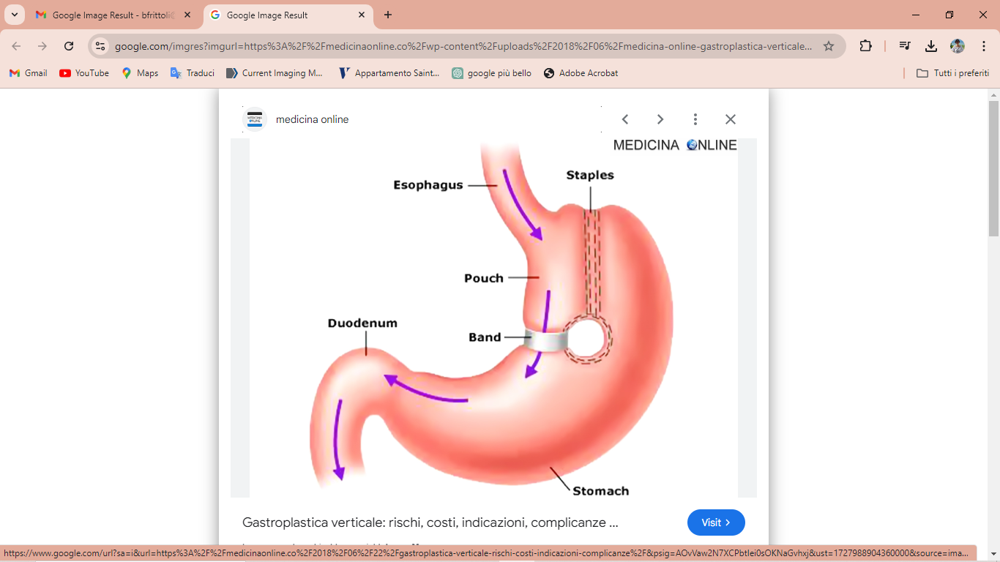 Google Image Result - bfrittoli@
Google Image Result
google.com/imgres?imgurl=https%3A%2F%2Fmedicinaonline.co%2Fwp-content%2Fuploads%2F2018%2F06%2Fmedicina-online-gastroplastica-verticale...
Gmail
YouTube
Maps
Traduci
Current Imaging M...
Appartamento Saint...
google più bello
Adobe Acrobat
Tutti i preferiti
MEDICINA ONLINE
medicina online
MEDICINA ONLINE
Staples
Esophagus
Pouch
Duodenum
Band
Stomach
Gastroplastica verticale: rischi, costi, indicazioni, complicanze ...
Visit
https://www.google.com/url?sa=i&url=https%3A%2F%2Fmedicinaonline.co%2F2018%2F06%2F22%2Fgastroplastica-verticale-rischi-costi-indicazioni-complicanze%2F&psig=AOvVaw2N7XCPbtIei0sOKNaGvhxj&ust=1727988904360000&source=ima...